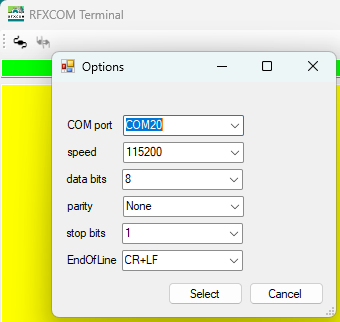 RFXCOM RFXCOM Terminal
Options
COM port COM20
speed 115200
data bits 8
parity None
stop bits 1
EndOfLine CR+LF
Select Cancel